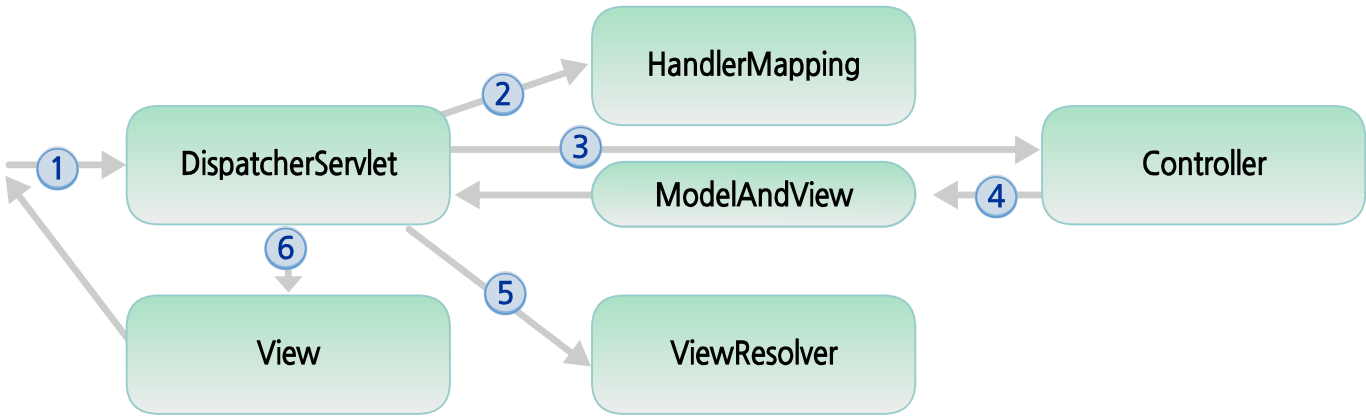 HandlerMapping
2
1
DispatcherServlet
3
Controller
ModelAndView
4
6
5
View
ViewResolver